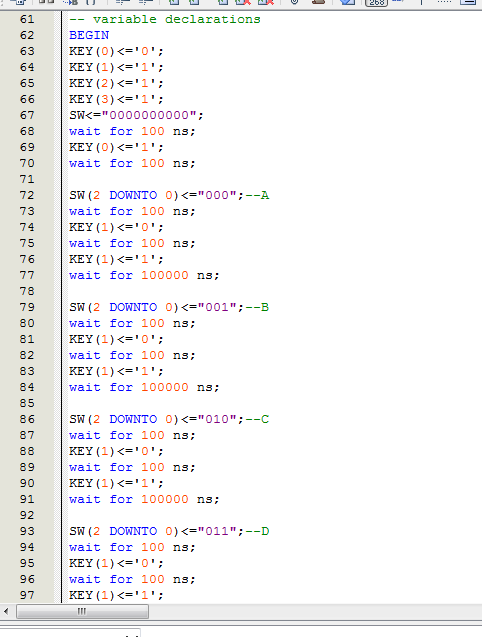 268
61 -- variable declarations
62 BEGIN
63 KEY(0)<='0';
64 KEY(1)<='1';
65 KEY(2)<='1';
66 KEY(3)<='1';
67 SW<="0000000000";
68 wait for 100 ns;
69 KEY(0)<='1';
70 wait for 100 ns;
71
72 SW(2 DOWNTO 0)<="000";--A
73 wait for 100 ns;
74 KEY(1)<='0';
75 wait for 100 ns;
76 KEY(1)<='1';
77 wait for 100000 ns;
78
79 SW(2 DOWNTO 0)<="001";--B
80 wait for 100 ns;
81 KEY(1)<='0';
82 wait for 100 ns;
83 KEY(1)<='1';
84 wait for 100000 ns;
85
86 SW(2 DOWNTO 0)<="010";--C
87 wait for 100 ns;
88 KEY(1)<='0';
89 wait for 100 ns;
90 KEY(1)<='1';
91 wait for 100000 ns;
92
93 SW(2 DOWNTO 0)<="011";--D
94 wait for 100 ns;
95 KEY(1)<='0';
96 wait for 100 ns;
97 KEY(1)<='1';